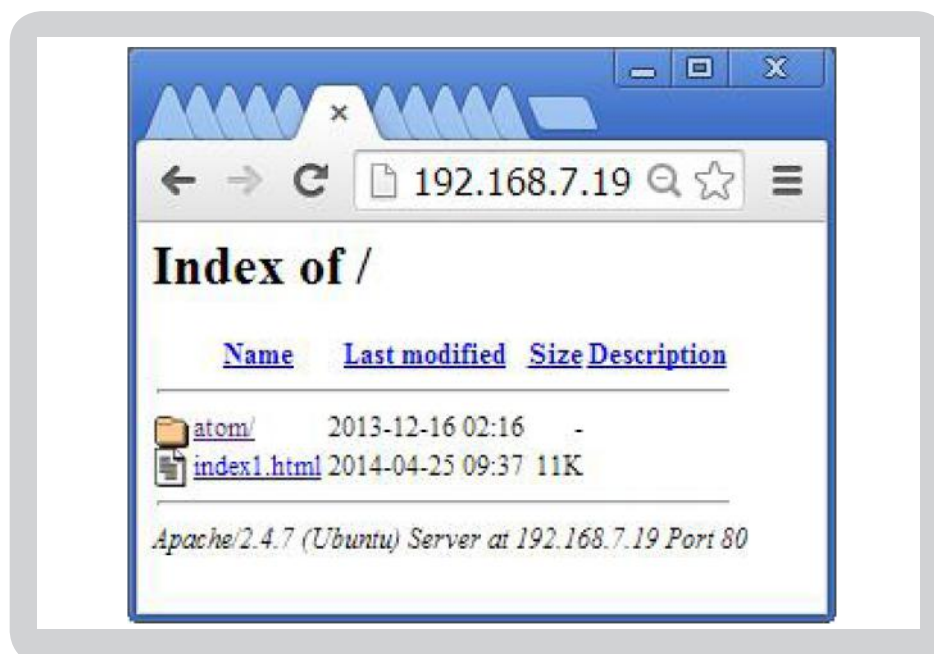 192.168.7.19
Index of /
Name Last modified Size Description
atom/ 2013-12-16 02:16 -
index1.html 2014-04-25 09:37 11K
Apache/2.4.7 (Ubuntu) Server at 192.168.7.19 Port 80